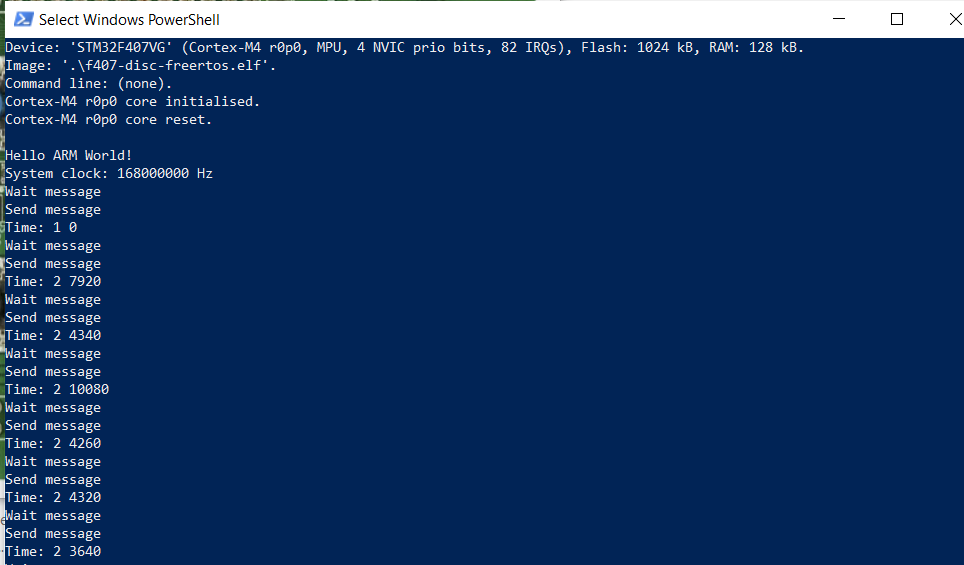 Select Windows PowerShell
Device: 'STM32F407VG' (Cortex-M4 r0p0, MPU, 4 NVIC prio bits, 82 IRQs), Flash: 1024 kB, RAM: 128 kB.
Image: '.\f407-disc-freertos.elf'.
Command line: (none).
Cortex-M4 r0p0 core initialised.
Cortex-M4 r0p0 core reset.
Hello ARM World!
System clock: 168000000 Hz
Wait message
Send message
Time: 1 0
Wait message
Send message
Time: 2 7920
Wait message
Send message
Time: 2 4340
Wait message
Send message
Time: 2 10080
Wait message
Send message
Time: 2 4260
Wait message
Send message
Time: 2 4320
Wait message
Send message
Time: 2 3640